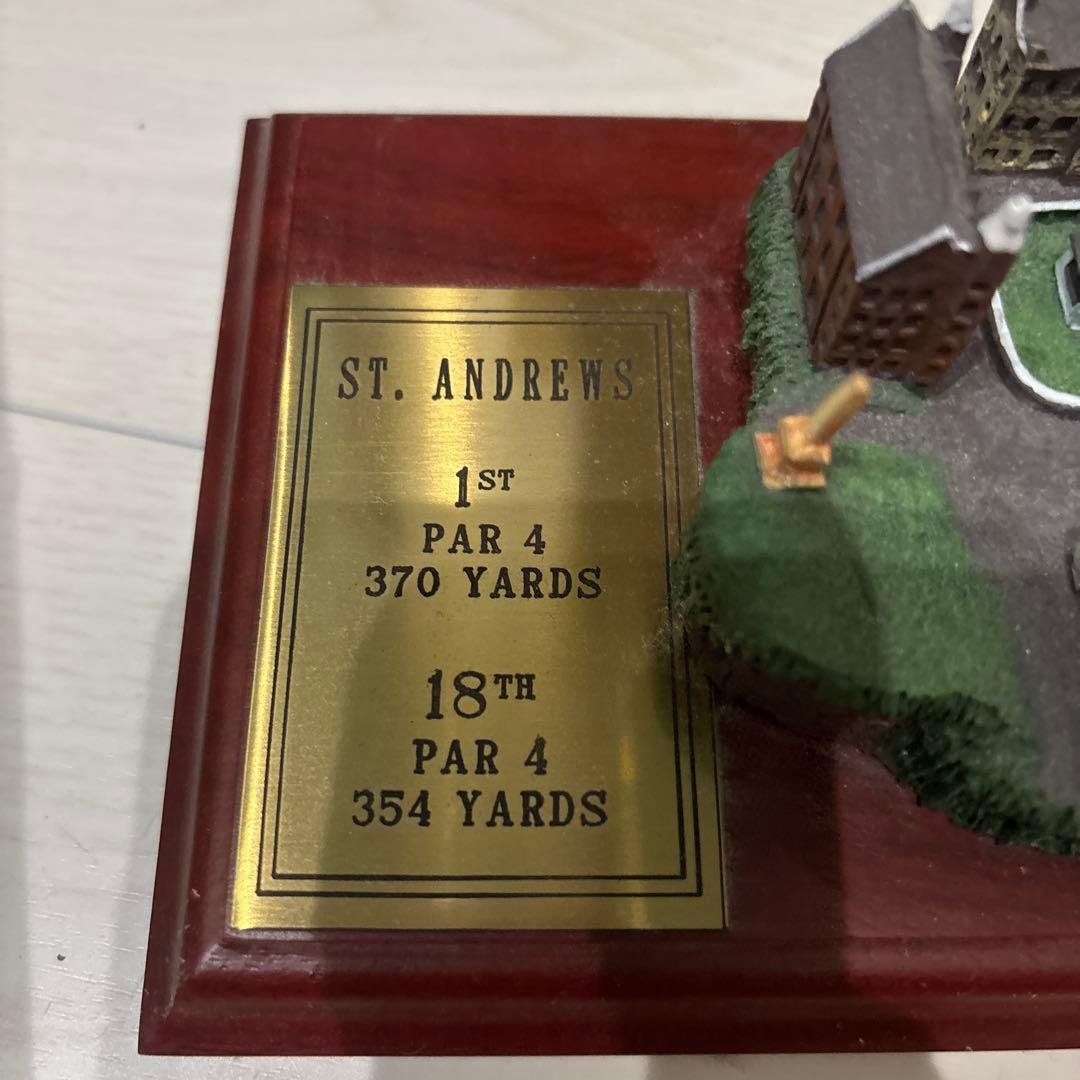 ST. ANDREWS
1ST
PAR 4
370 YARDS
18TH
PAR 4
354 YARDS